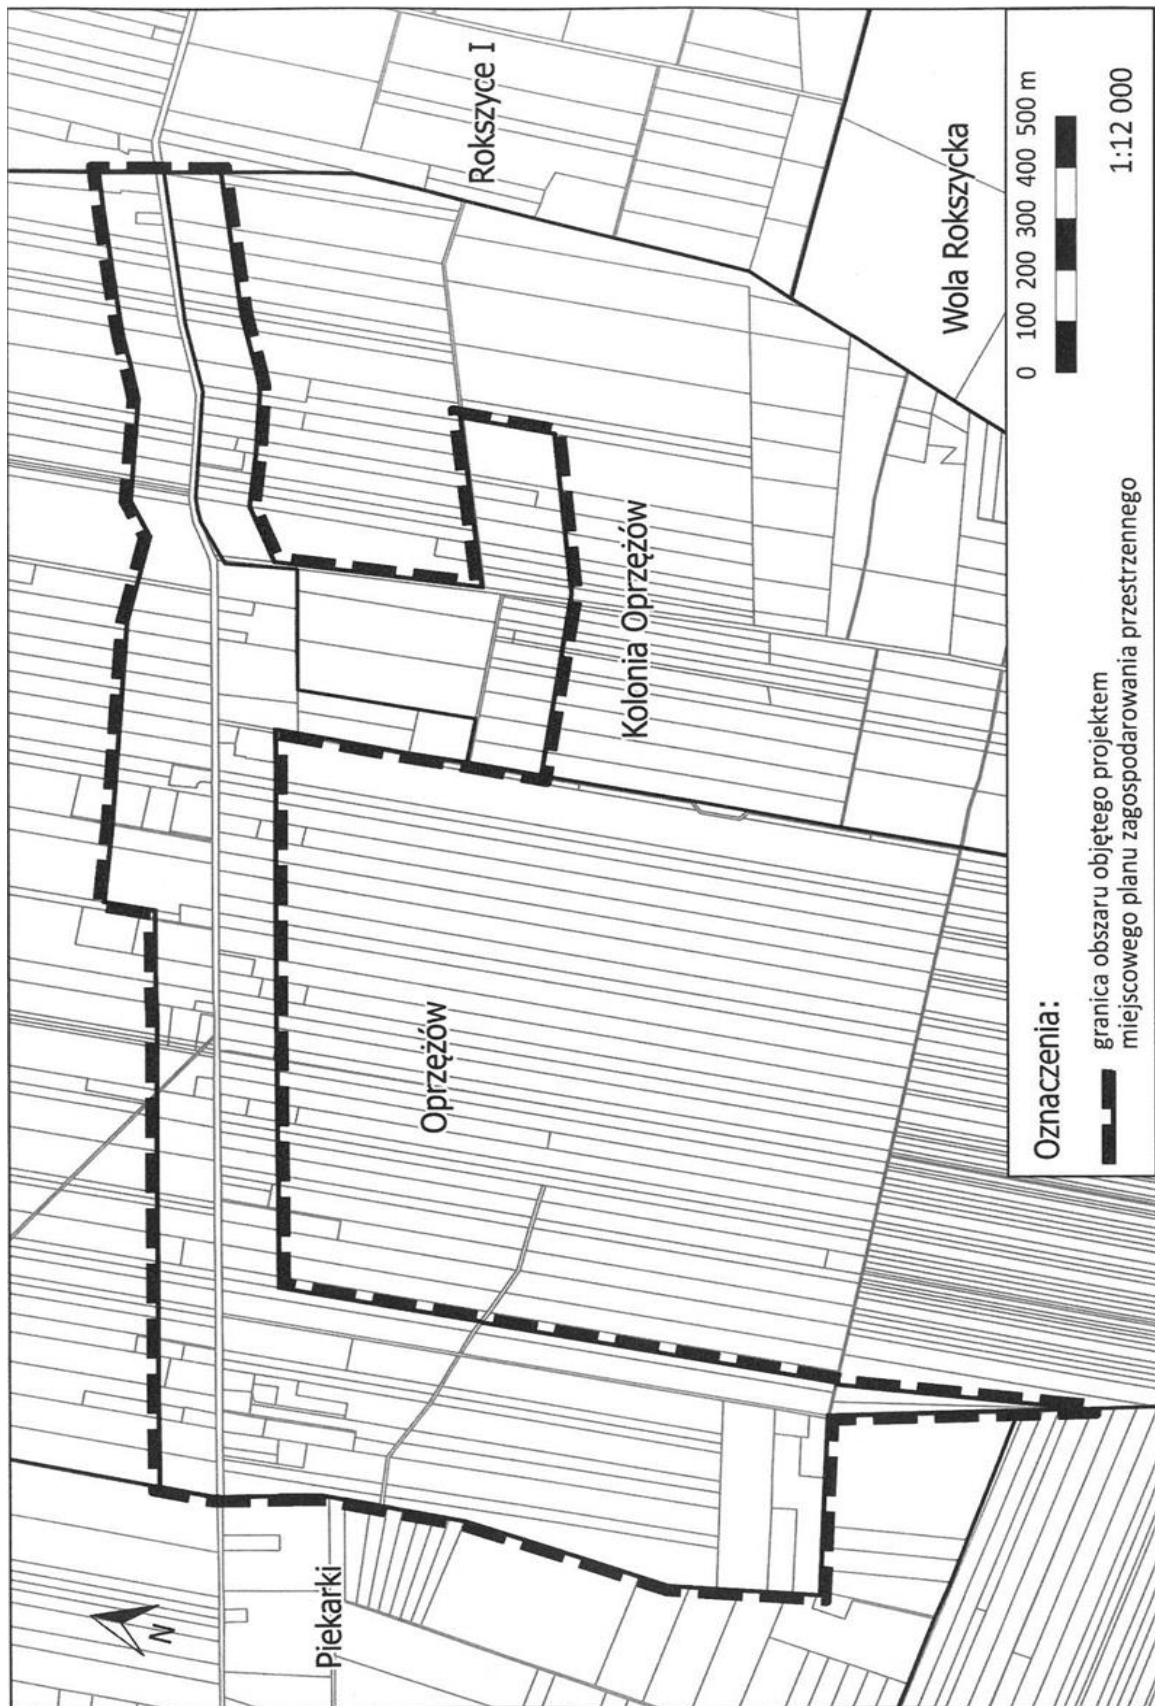 Rokszyce I
Wola Rokszycka
Kolonia Oprzężów
Oprzężów
Piekarki
N
Oznaczenia:
granica obszaru objętego projektem
miejscowego planu zagospodarowania przestrzennego
0 100 200 300 400 500 m
1:12 000